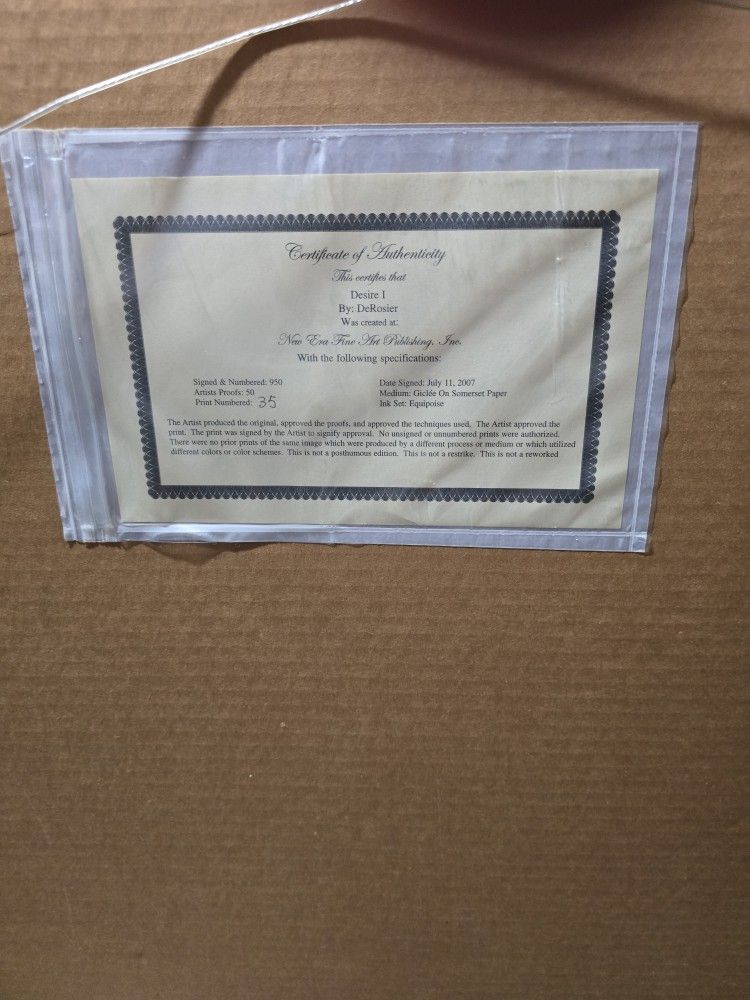 Certificate of Authenticity
This certifies that
Desire I
By: DeRosier
Was created at:
New Era Fine Art Publishing, Inc.
With the following specifications:
Signed & Numbered: 950
Artists Proofs: 50
Print Numbered: 35
Date Signed: July 11, 2007
Medium: Giclée On Somerset Paper
Ink Set: Equipoise
The Artist produced the original, approved the proofs, and approved the techniques used. The Artist approved the
print. The print was signed by the Artist to signify approval. No unsigned or unnumbered prints were authorized.
There were no prior prints of the same image which were produced by a different process or medium or which utilized
different colors or color schemes. This is not a posthumous edition. This is not a restrike. This is not a reworked